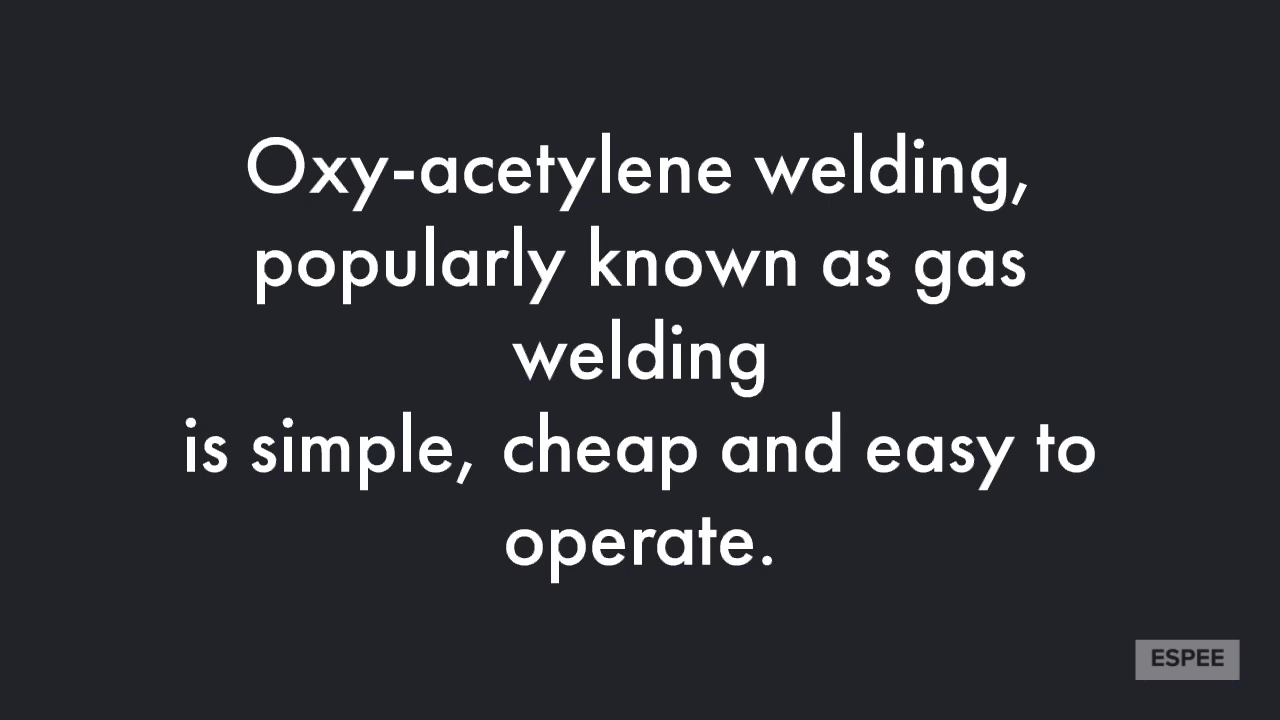 Oxy-acetylene welding,
popularly known as gas
welding
is simple, cheap and easy to
operate.
ESPEE